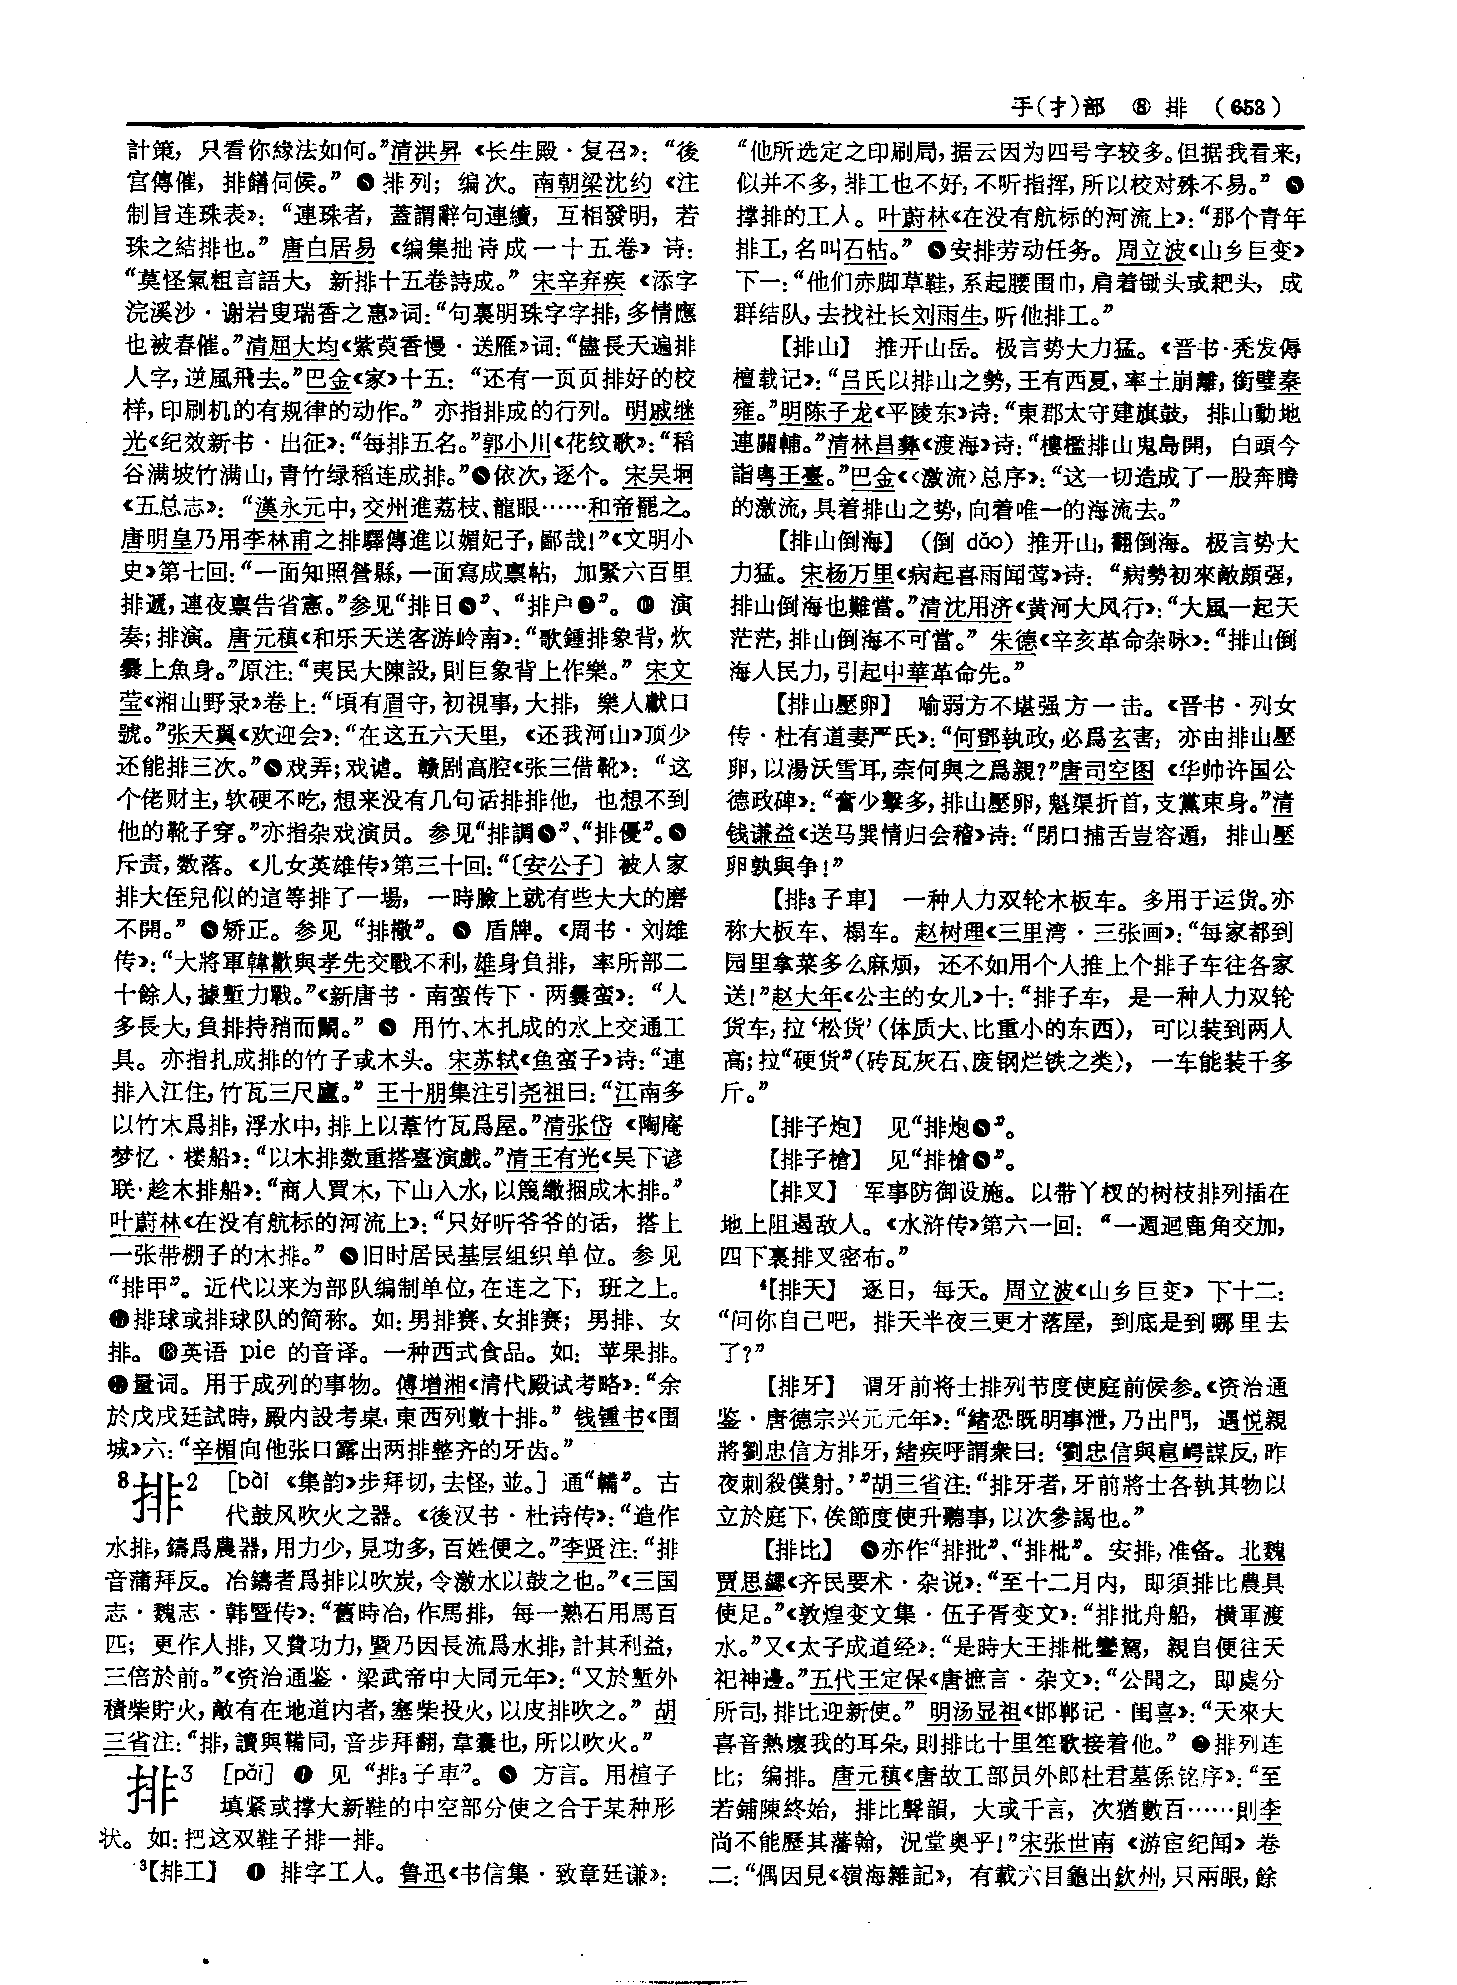 手(扌)部 ⑧ 排 (653)
計策，只看你緣法如何。”清洪昇《长生殿·复召》：“後
宫傳催，排鐥伺侯。” 排列；编次。南朝梁沈约《注
制旨连珠表》：“連珠者，蓋謂辭句連續，互相發明，若
珠之結排也。”唐白居易《编集拙诗成一十五卷》诗：
“莫怪氣粗言語大，新排十五卷詩成。”宋辛弃疾《添字
浣溪沙·谢岩叟瑞香之惠》词：“句裏明珠字字排，多情應
也被春催。”清屈大均《紫萸香慢·送雁》词：“儘長天遍排
人字，逆風飛去。”巴金《家》十五：“还有一页页排好的校
样，印刷机的有规律的动作。”亦指排成的行列。明戚继
光《纪效新书·出征》：“每排五名。”郭小川《花纹歌》：“稻
谷满坡竹满山，青竹绿稻连成排。”依次，逐个。宋吴坰
《五总志》：“漢永元中，交州進荔枝、龍眼……和帝罷之。
唐明皇乃用李林甫之排驛傳進以媚妃子，鄙哉！”《文明小
史》第七回：“一面知照營縣，一面寫成禀帖，加緊六百里
排遞，連夜禀告省憲。”参见“排日”、“排户”。 演
奏；排演。唐元稹《和乐天送客游岭南》：“歌鍾排象背，炊
爨上魚身。”原注：“夷民大陳設，則巨象背上作樂。”宋文
莹《湘山野录》卷上：“頃有眉守，初視事，大排，樂人獻口
號。”张天翼《欢迎会》：“在这五六天里，《还我河山》顶少
还能排三次。”戏弄；戏谑。赣剧高腔《张三借靴》：“这
个佬财主，软硬不吃，想来没有几句话排排他，也想不到
他的靴子穿。”亦指杂戏演员。参见“排調”、“排優”。
斥责，数落。《儿女英雄传》第三十回：“〔安公子〕被人家
排大侄兒似的這等排了一場，一時臉上就有些大大的磨
不開。” 矫正。参见“排檠”。 盾牌。《周书·刘雄
传》：“大將軍韓歡與孝先交戰不利，雄身負排，率所部二
十餘人，據塹力戰。”《新唐书·南蛮传下·两爨蛮》：“人
多長大，負排持矟而鬭。” 用竹、木扎成的水上交通工
具。亦指扎成排的竹子或木头。宋苏轼《鱼蛮子》诗：“連
排入江住，竹瓦三尺廬。”王十朋集注引尧祖曰：“江南多
以竹木爲排，浮水中，排上以葦竹瓦爲屋。”清张岱《陶庵
梦忆·楼船》：“以木排数重搭臺演戲。”清王有光《吴下谚
联·趁木排船》：“商人買木，下山入水，以篾纜捆成木排。”
叶蔚林《在没有航标的河流上》：“只好听爷爷的话，搭上
一张带棚子的木排。” 旧时居民基层组织单位。参见
“排甲”。近代以来为部队编制单位，在连之下，班之上。
排球或排球队的简称。如：男排赛、女排赛；男排、女
排。⑱英语 pie 的音译。一种西式食品。如：苹果排。
量词。用于成列的事物。傅增湘《清代殿试考略》：“余
於戊戌廷試時，殿内設考桌，東西列數十排。”钱锺书《围
城》六：“辛楣向他张口露出两排整齐的牙齿。”
8排2 [bài 《集韵》步拜切，去怪，並。] 通“韛”。古
代鼓风吹火之器。《後汉书·杜诗传》：“造作
水排，鑄爲農器，用力少，見功多，百姓便之。”李贤注：“排
音蒲拜反。冶鑄者爲排以吹炭，令激水以鼓之也。”《三国
志·魏志·韩暨传》：“舊時冶，作馬排，每一熟石用馬百
匹；更作人排，又費功力，暨乃因長流爲水排，計其利益，
三倍於前。”《资治通鉴·梁武帝中大同元年》：“又於塹外
積柴貯火，敵有在地道内者，塞柴投火，以皮排吹之。”胡
三省注：“排，讀與韛同，音步拜翻，韋囊也，所以吹火。”
排3 [pǎi] ❶ 见“排3子車”。 方言。用楦子
填紧或撑大新鞋的中空部分使之合于某种形
状。如：把这双鞋子排一排。
³【排工】 ❶ 排字工人。鲁迅《书信集·致章廷谦》：
“他所选定之印刷局，据云因为四号字较多。但据我看来，
似并不多，排工也不好，不听指挥，所以校对殊不易。”
撑排的工人。叶蔚林《在没有航标的河流上》：“那个青年
排工，名叫石牯。” 安排劳动任务。周立波《山乡巨变》
下一：“他们赤脚草鞋，系起腰围巾，肩着锄头或耙头，成
群结队，去找社长刘雨生，听他排工。”
【排山】 推开山岳。极言势大力猛。《晋书·秃发傉
檀载记》：“吕氏以排山之勢，王有西夏，率土崩離，銜璧秦
雍。”明陈子龙《平陵东》诗：“東郡太守建旗鼓，排山動地
連關輔。”清林昌彝《渡海》诗：“樓檻排山鬼島開，白頭今
詣粤王臺。”巴金《〈激流〉总序》：“这一切造成了一股奔腾
的激流，具着排山之势，向着唯一的海流去。”
【排山倒海】 （倒 dǎo）推开山，翻倒海。极言势大
力猛。宋杨万里《病起喜雨闻莺》诗：“病勢初來敵頗强，
排山倒海也難當。”清沈用济《黄河大风行》：“大風一起天
茫茫，排山倒海不可當。”朱德《辛亥革命杂咏》：“排山倒
海人民力，引起中華革命先。”
【排山壓卵】 喻弱方不堪强方一击。《晋书·列女
传·杜有道妻严氏》：“何鄧執政，必爲玄害，亦由排山壓
卵，以湯沃雪耳，奈何與之爲親？”唐司空图《华帅许国公
德政碑》：“奮少擊多，排山壓卵，魁渠折首，支黨束身。”清
钱谦益《送马巽情归会稽》诗：“閉口捕舌豈容遁，排山壓
卵孰與争！”
【排3子車】 一种人力双轮木板车。多用于运货。亦
称大板车、榻车。赵树理《三里湾·三张画》：“每家都到
园里拿菜多么麻烦，还不如用个人推上个排子车往各家
送！”赵大年《公主的女儿》十：“排子车，是一种人力双轮
货车，拉‘松货’（体质大、比重小的东西），可以装到两人
高；拉“硬货”（砖瓦灰石、废钢烂铁之类），一车能装千多
斤。”
【排子炮】 见“排炮”。
【排子槍】 见“排槍”。
【排叉】 军事防御设施。以带丫杈的树枝排列插在
地上阻遏敌人。《水浒传》第六一回：“一週迴鹿角交加，
四下裏排叉密布。”
⁴【排天】 逐日，每天。周立波《山乡巨变》下十二：
“问你自己吧，排天半夜三更才落屋，到底是到哪里去
了？”
【排牙】 谓牙前将士排列节度使庭前候参。《资治通
鉴·唐德宗兴元元年》：“緒恐既明事泄，乃出門，遇悦親
將劉忠信方排牙，緒疾呼謂衆曰：‘劉忠信與扈崿謀反，昨
夜刺殺僕射。’”胡三省注：“排牙者，牙前將士各執其物以
立於庭下，俟節度使升聽事，以次參謁也。”
【排比】 亦作“排批”、“排枇”。安排，准备。北魏
贾思勰《齐民要术·杂说》：“至十二月内，即須排比農具
使足。”《敦煌变文集·伍子胥变文》：“排批舟船，横軍渡
水。”又《太子成道经》：“是時大王排枇鑾駕，親自便往天
祀神邊。”五代王定保《唐摭言·杂文》：“公聞之，即處分
所司，排比迎新使。”明汤显祖《邯郸记·闺喜》：“天來大
喜音熱壞我的耳朵，則排比十里笙歌接着他。” ❷排列连
比；编排。唐元稹《唐故工部员外郎杜君墓係铭序》：“至
若鋪陳終始，排比聲韻，大或千言，次猶數百……則李
尚不能歷其藩翰，況堂奥乎！”宋张世南《游宦纪闻》卷
二：“偶因見《嶺海雜記》，有載六目龜出欽州，只兩眼，餘